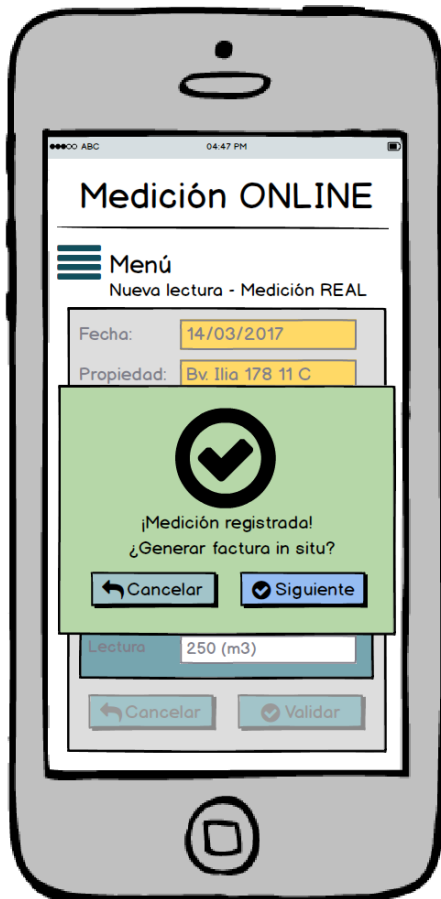 ABC 04:47 PM
Medición ONLINE
Menú
Nueva lectura - Medición REAL
Fecha: 14/03/2017
Propiedad: Bv. Ilia 178 11 C
¡Medición registrada!
¿Generar factura in situ?
Cancelar Siguiente
Lectura 250 (m3)
Cancelar Validar